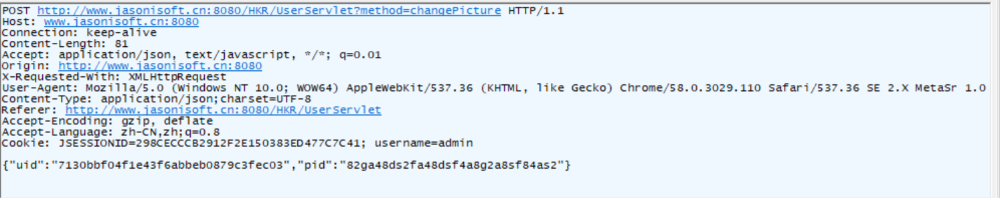 POST http://www.jasonisoft.cn:8080/HKR/UserServlet?method=changePicture HTTP/1.1
Host: www.jasonisoft.cn:8080
Connection: keep-alive
Content-Length: 81
Accept: application/json, text/javascript, */*; q=0.01
Origin: http://www.jasonisoft.cn:8080
X-Requested-With: XMLHttpRequest
User-Agent: Mozilla/5.0 (Windows NT 10.0; WOW64) AppleWebKit/537.36 (KHTML, like Gecko) Chrome/58.0.3029.110 Safari/537.36 SE 2.X MetaSr 1.0
Content-Type: application/json;charset=UTF-8
Referer: http://www.jasonisoft.cn:8080/HKR/UserServlet
Accept-Encoding: gzip, deflate
Accept-Language: zh-CN,zh;q=0.8
Cookie: JSESSIONID=298CECCCB2912F2E150383ED477C7C41; username=admin
{"uid":"7130bbf04f1e43f6abbeb0879c3fec03","pid":"82ga48ds2fa48dsf4a8g2a8sf84as2"}